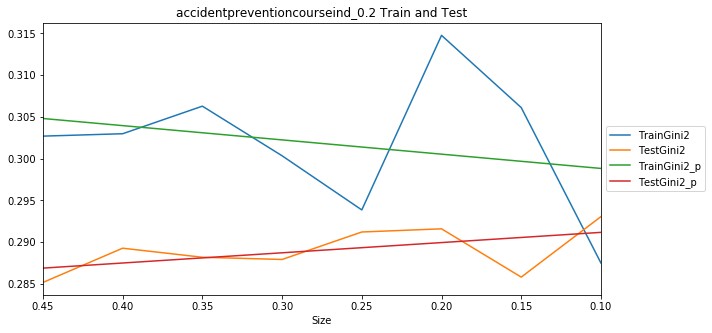 accidentpreventioncourseind_0.2 Train and Test
0.315
0.310
0.305
0.300
0.295
0.290
0.285
0.45 0.40 0.35 0.30 0.25 0.20 0.15 0.10
Size
TrainGini2
TestGini2
TrainGini2_p
TestGini2_p